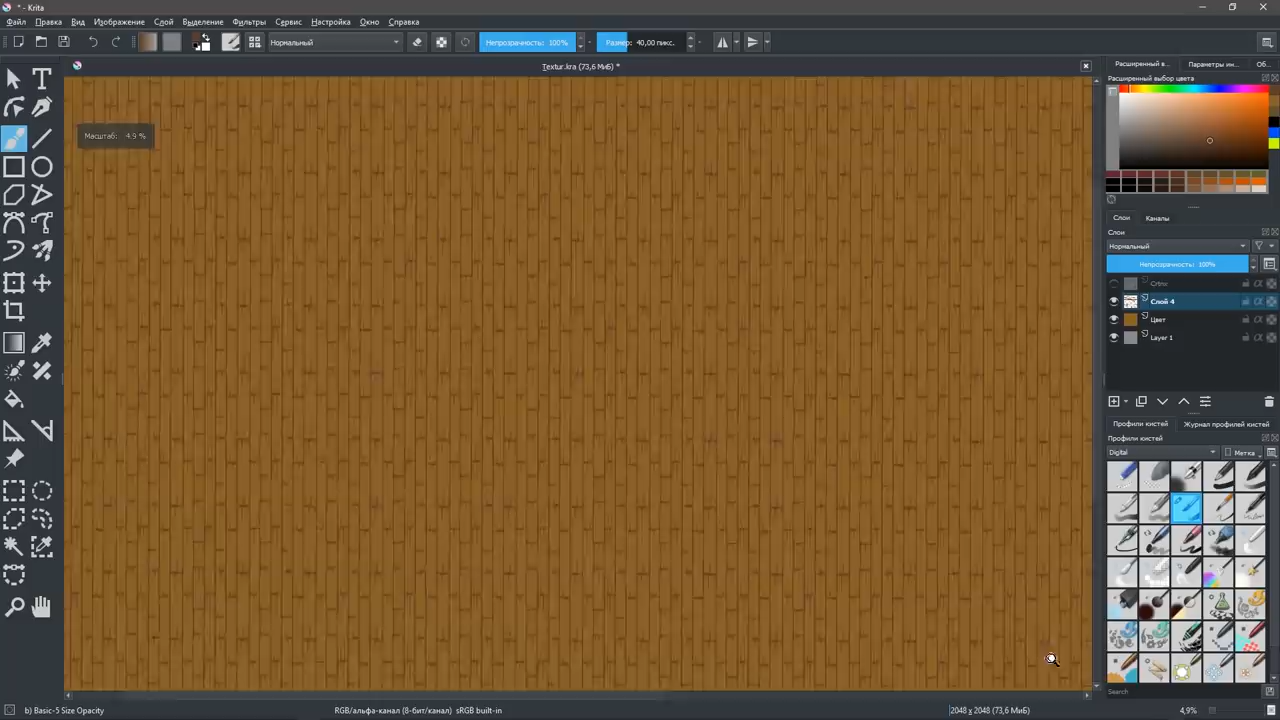 * - Krita
Файл Правка Вид Изображение Слой Выделение Фильтры Сервис Настройка Окно Справка
Нормальный
Непрозрачность: 100%
Размер: 40,00 пикс.
Textur.kra (73,6 МиБ) *
Масштаб: 4.9 %
Расширенный в... Параметры ин... Об...
Расширенный выбор цвета
Слои Каналы
Слои
Нормальный
Непрозрачность: 100%
Слой 4
Цвет
Layer 1
Профили кистей Журнал профилей кистей
Профили кистей
Digital Метка
Search
b) Basic-5 Size Opacity
RGB/альфа-канал (8-бит/канал) sRGB built-in
2048 x 2048 (73,6 МиБ)
4,9%